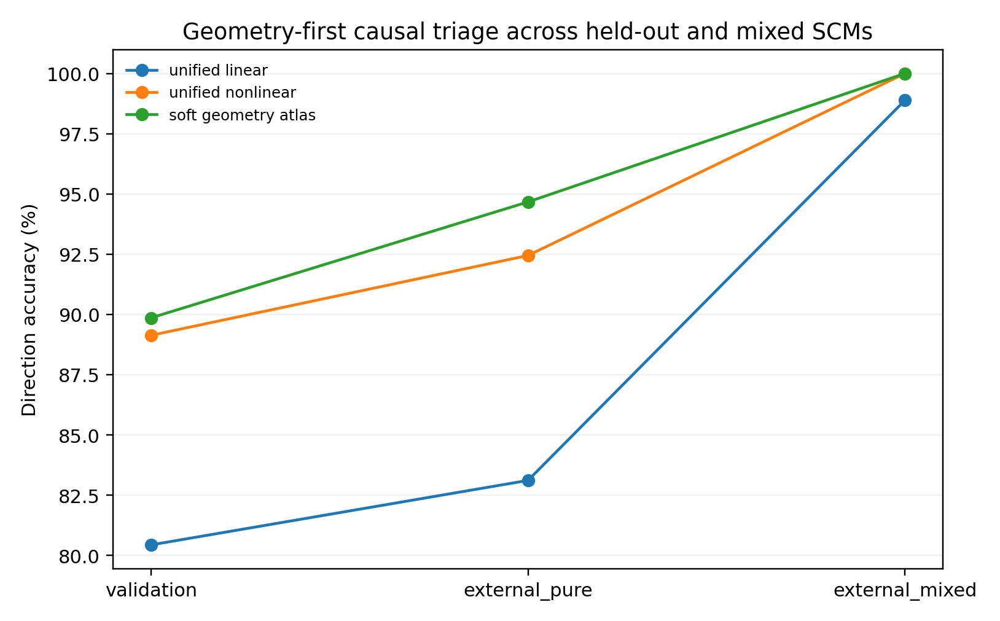 Geometry-first causal triage across held-out and mixed SCMs
unified linear
unified nonlinear
soft geometry atlas
Direction accuracy (%)
100.0
97.5
95.0
92.5
90.0
87.5
85.0
82.5
80.0
validation
external_pure
external_mixed